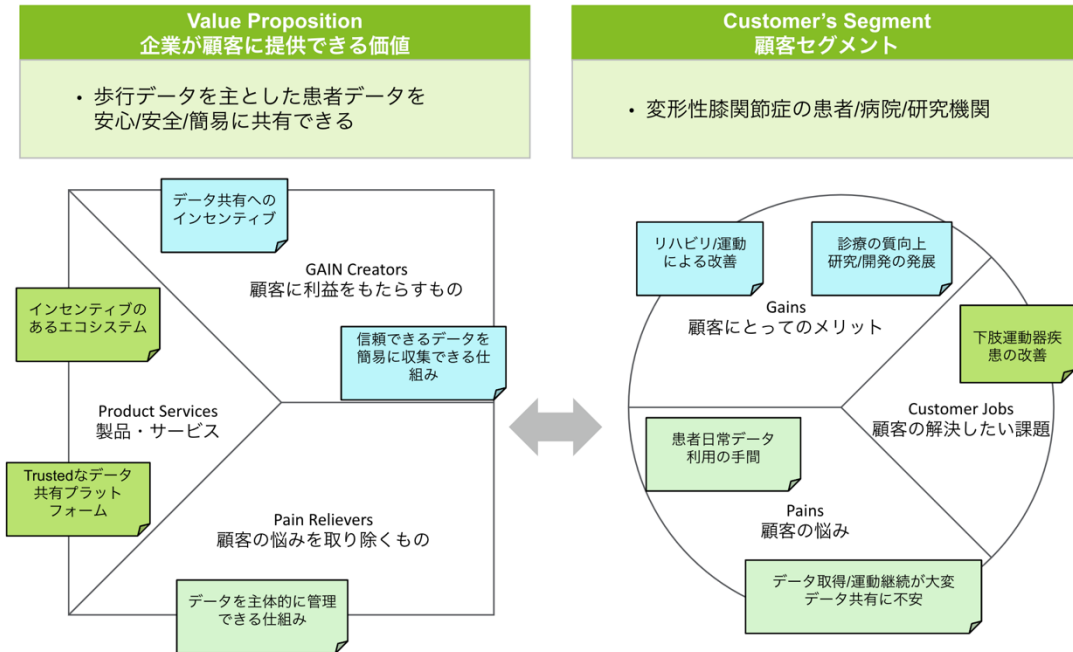 Value Proposition
企業が顧客に提供できる価値
・ 歩行データを主とした患者データを
安心/安全/簡易に共有できる
データ共有への
インセンティブ
GAIN Creators
顧客に利益をもたらすもの
インセンティブの
あるエコシステム
信頼できるデータを
簡易に収集できる仕
組み
Product Services
製品・サービス
Trustedなデータ
共有プラット
フォーム
Pain Relievers
顧客の悩みを取り除くもの
データを主体的に管理
できる仕組み
Customer’s Segment
顧客セグメント
・ 変形性膝関節症の患者/病院/研究機関
リハビリ/運動
による改善
診療の質向上
研究/開発の発展
Gains
顧客にとってのメリット
下肢運動器疾
患の改善
Customer Jobs
顧客の解決したい課題
患者日常データ
利用の手間
Pains
顧客の悩み
データ取得/運動継続が大変
データ共有に不安